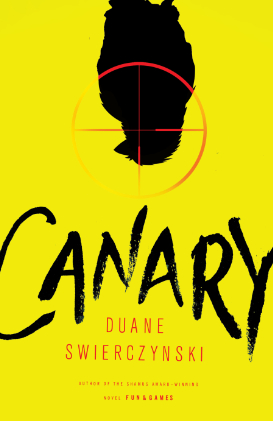 CANARY
DUANE
SWIERCZYNSKI
AUTHOR OF THE SHAMUS AWARD-WINNING
NOVEL FUN & GAMES